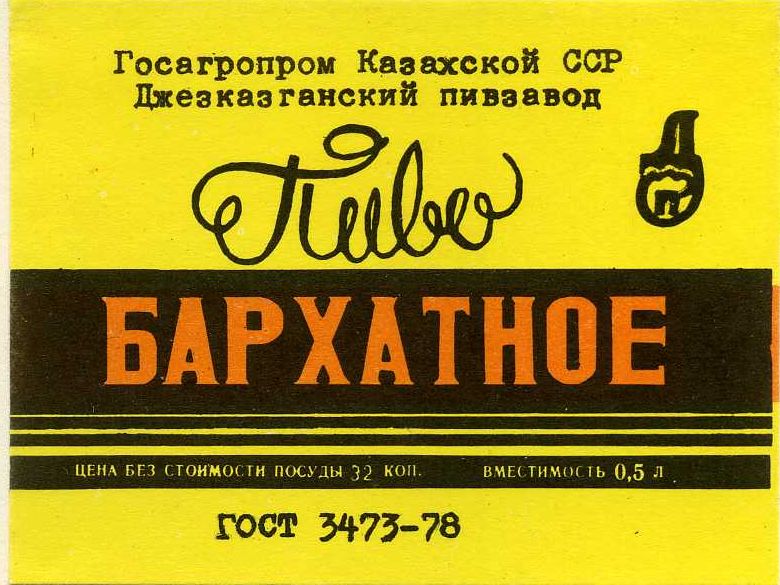 Госагропром Казахской ССР
Джезказганский пивзавод
Пиво
БАРХАТНОЕ
ЦЕНА БЕЗ СТОИМОСТИ ПОСУДЫ 32 КОП. ВМЕСТИМОСТЬ 0,5 Л
ГОСТ 3473-78